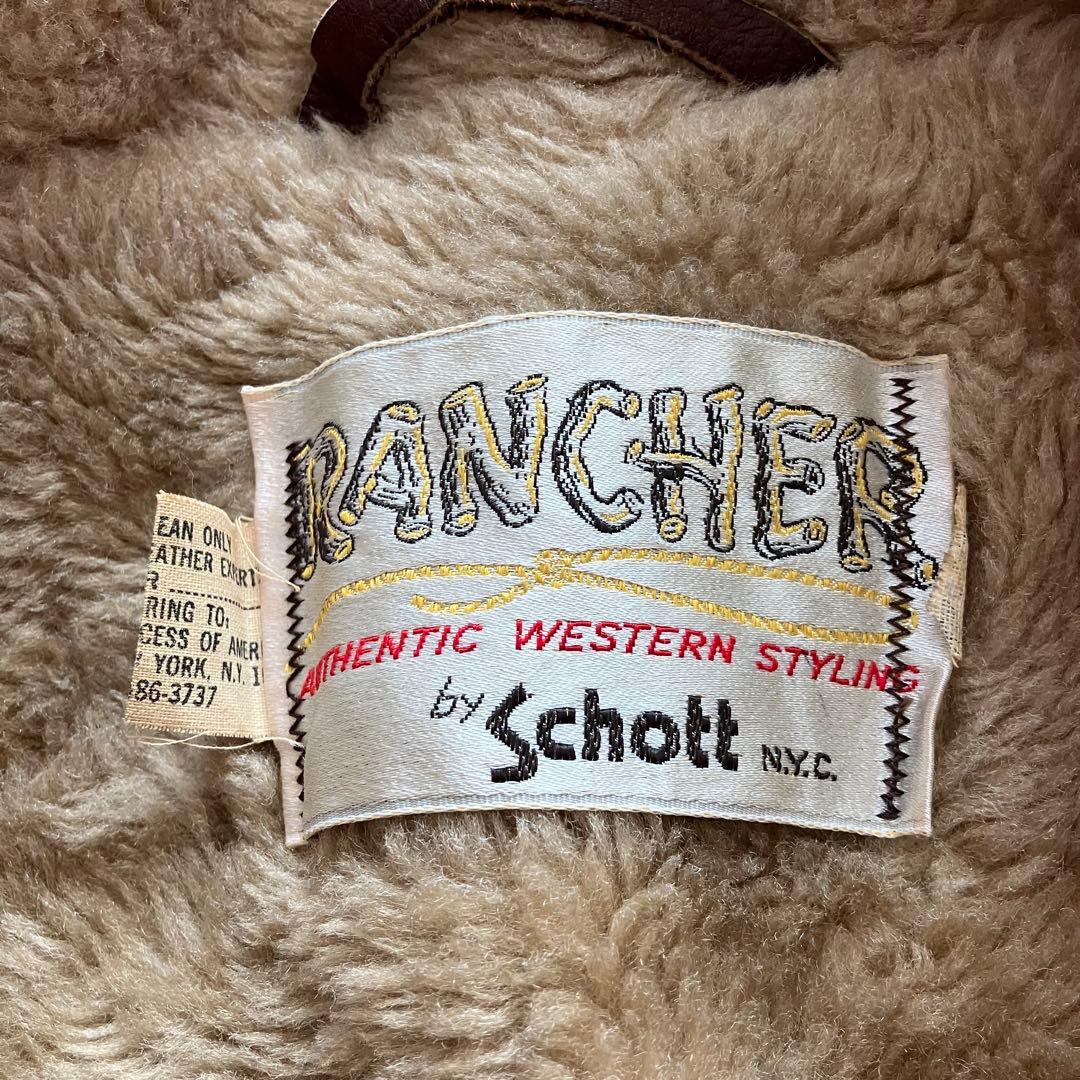 RANCHER
AUTHENTIC WESTERN STYLING
by Schott N.Y.C.
EAN ONLY
ATHER EXPERT
RING TO:
CESS OF AMER
YORK, N.Y. 1
86-3737